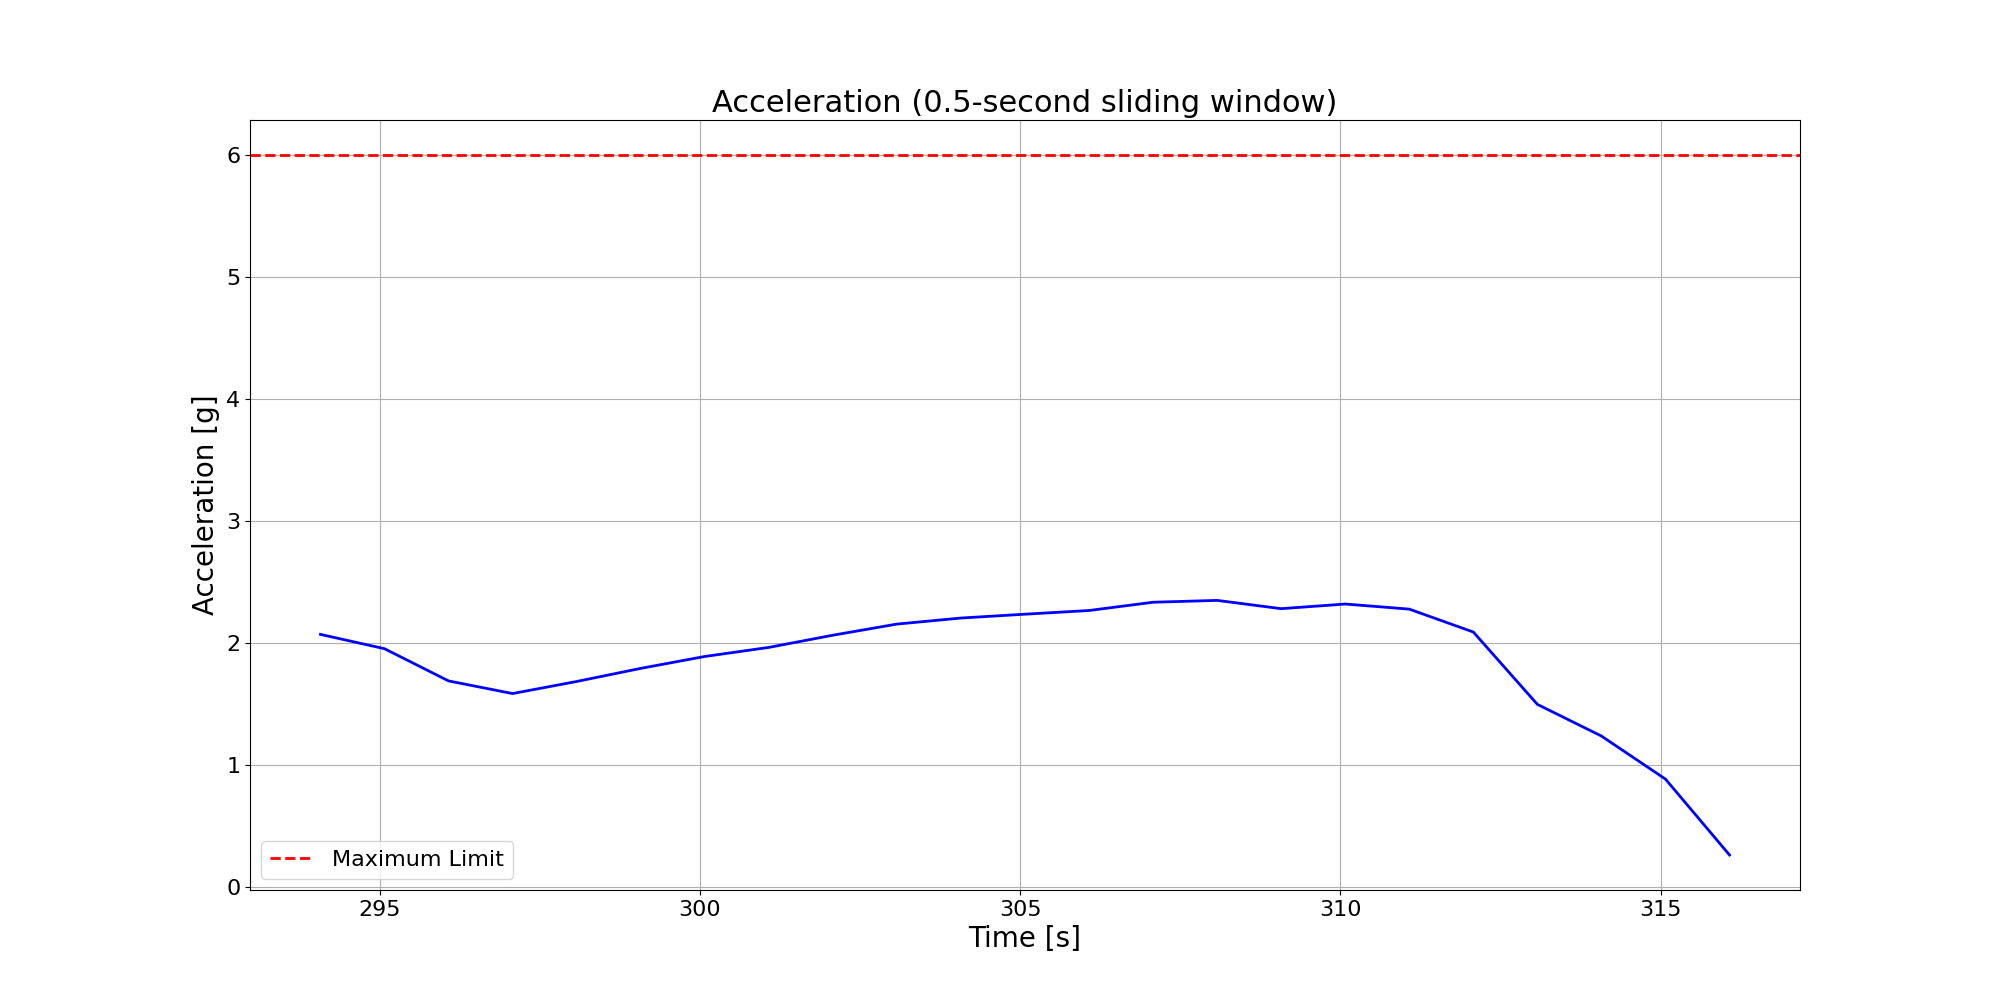 Acceleration (0.5-second sliding window)
Acceleration [g]
6
5
4
3
2
1
0
Maximum Limit
295 300 305 310 315
Time [s]